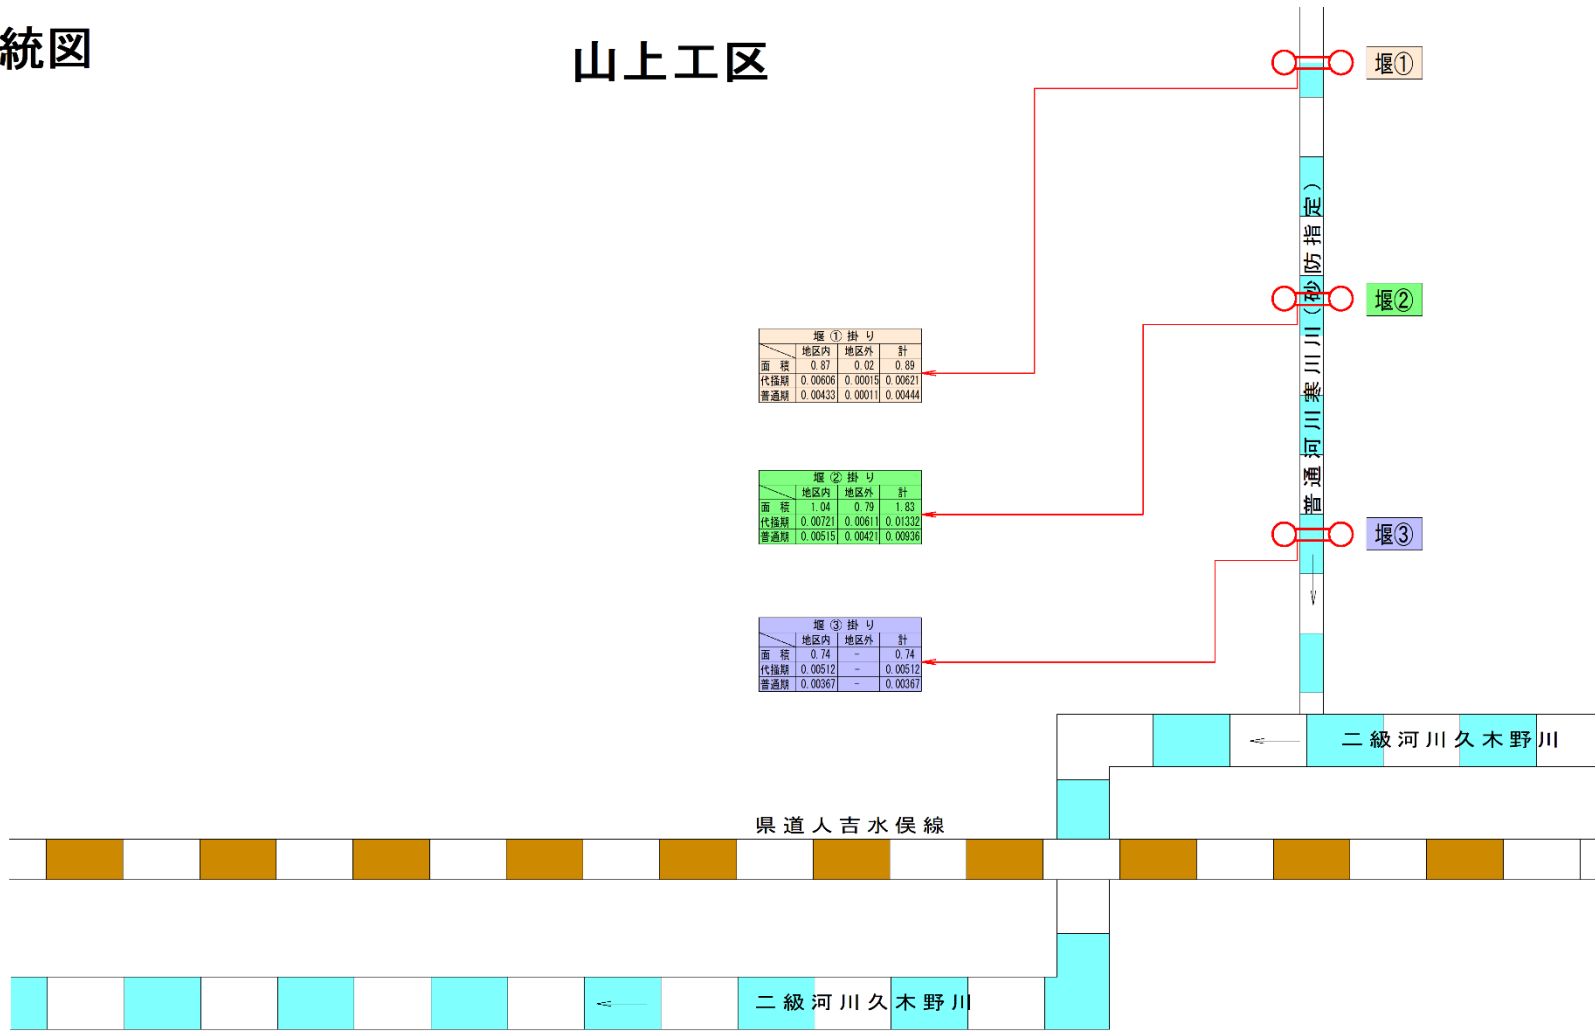 統図
山上工区
堰①
堰②
堰③
普通河川寒川川(砂防指定)
堰①掛り
地区内 地区外 計
面積 0.87 0.02 0.89
代掻期 0.00606 0.00015 0.00621
普通期 0.00433 0.00011 0.00444
堰②掛り
地区内 地区外 計
面積 1.04 0.79 1.83
代掻期 0.00721 0.00611 0.01332
普通期 0.00515 0.00421 0.00936
堰③掛り
地区内 地区外 計
面積 0.74 - 0.74
代掻期 0.00512 - 0.00512
普通期 0.00367 - 0.00367
二級河川久木野川
県道人吉水俣線
二級河川久木野川